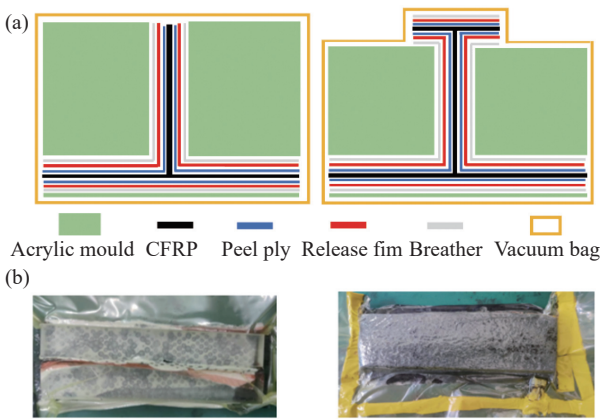 (a)
Acrylic mould CFRP Peel ply Release fim Breather Vacuum bag
(b)